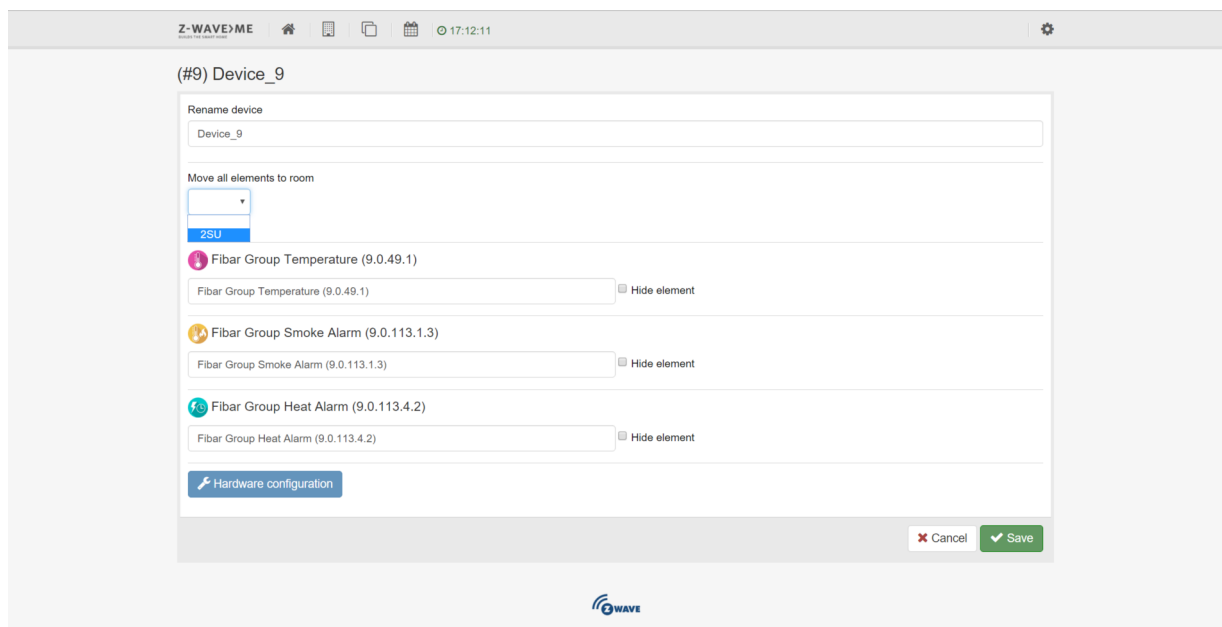 Z-WAVE>ME
17:12:11
(#9) Device_9
Rename device
Device_9
Move all elements to room
2SU
Fibar Group Temperature (9.0.49.1)
Fibar Group Temperature (9.0.49.1)
Hide element
Fibar Group Smoke Alarm (9.0.113.1.3)
Fibar Group Smoke Alarm (9.0.113.1.3)
Hide element
Fibar Group Heat Alarm (9.0.113.4.2)
Fibar Group Heat Alarm (9.0.113.4.2)
Hide element
Hardware configuration
Cancel
Save
Z WAVE